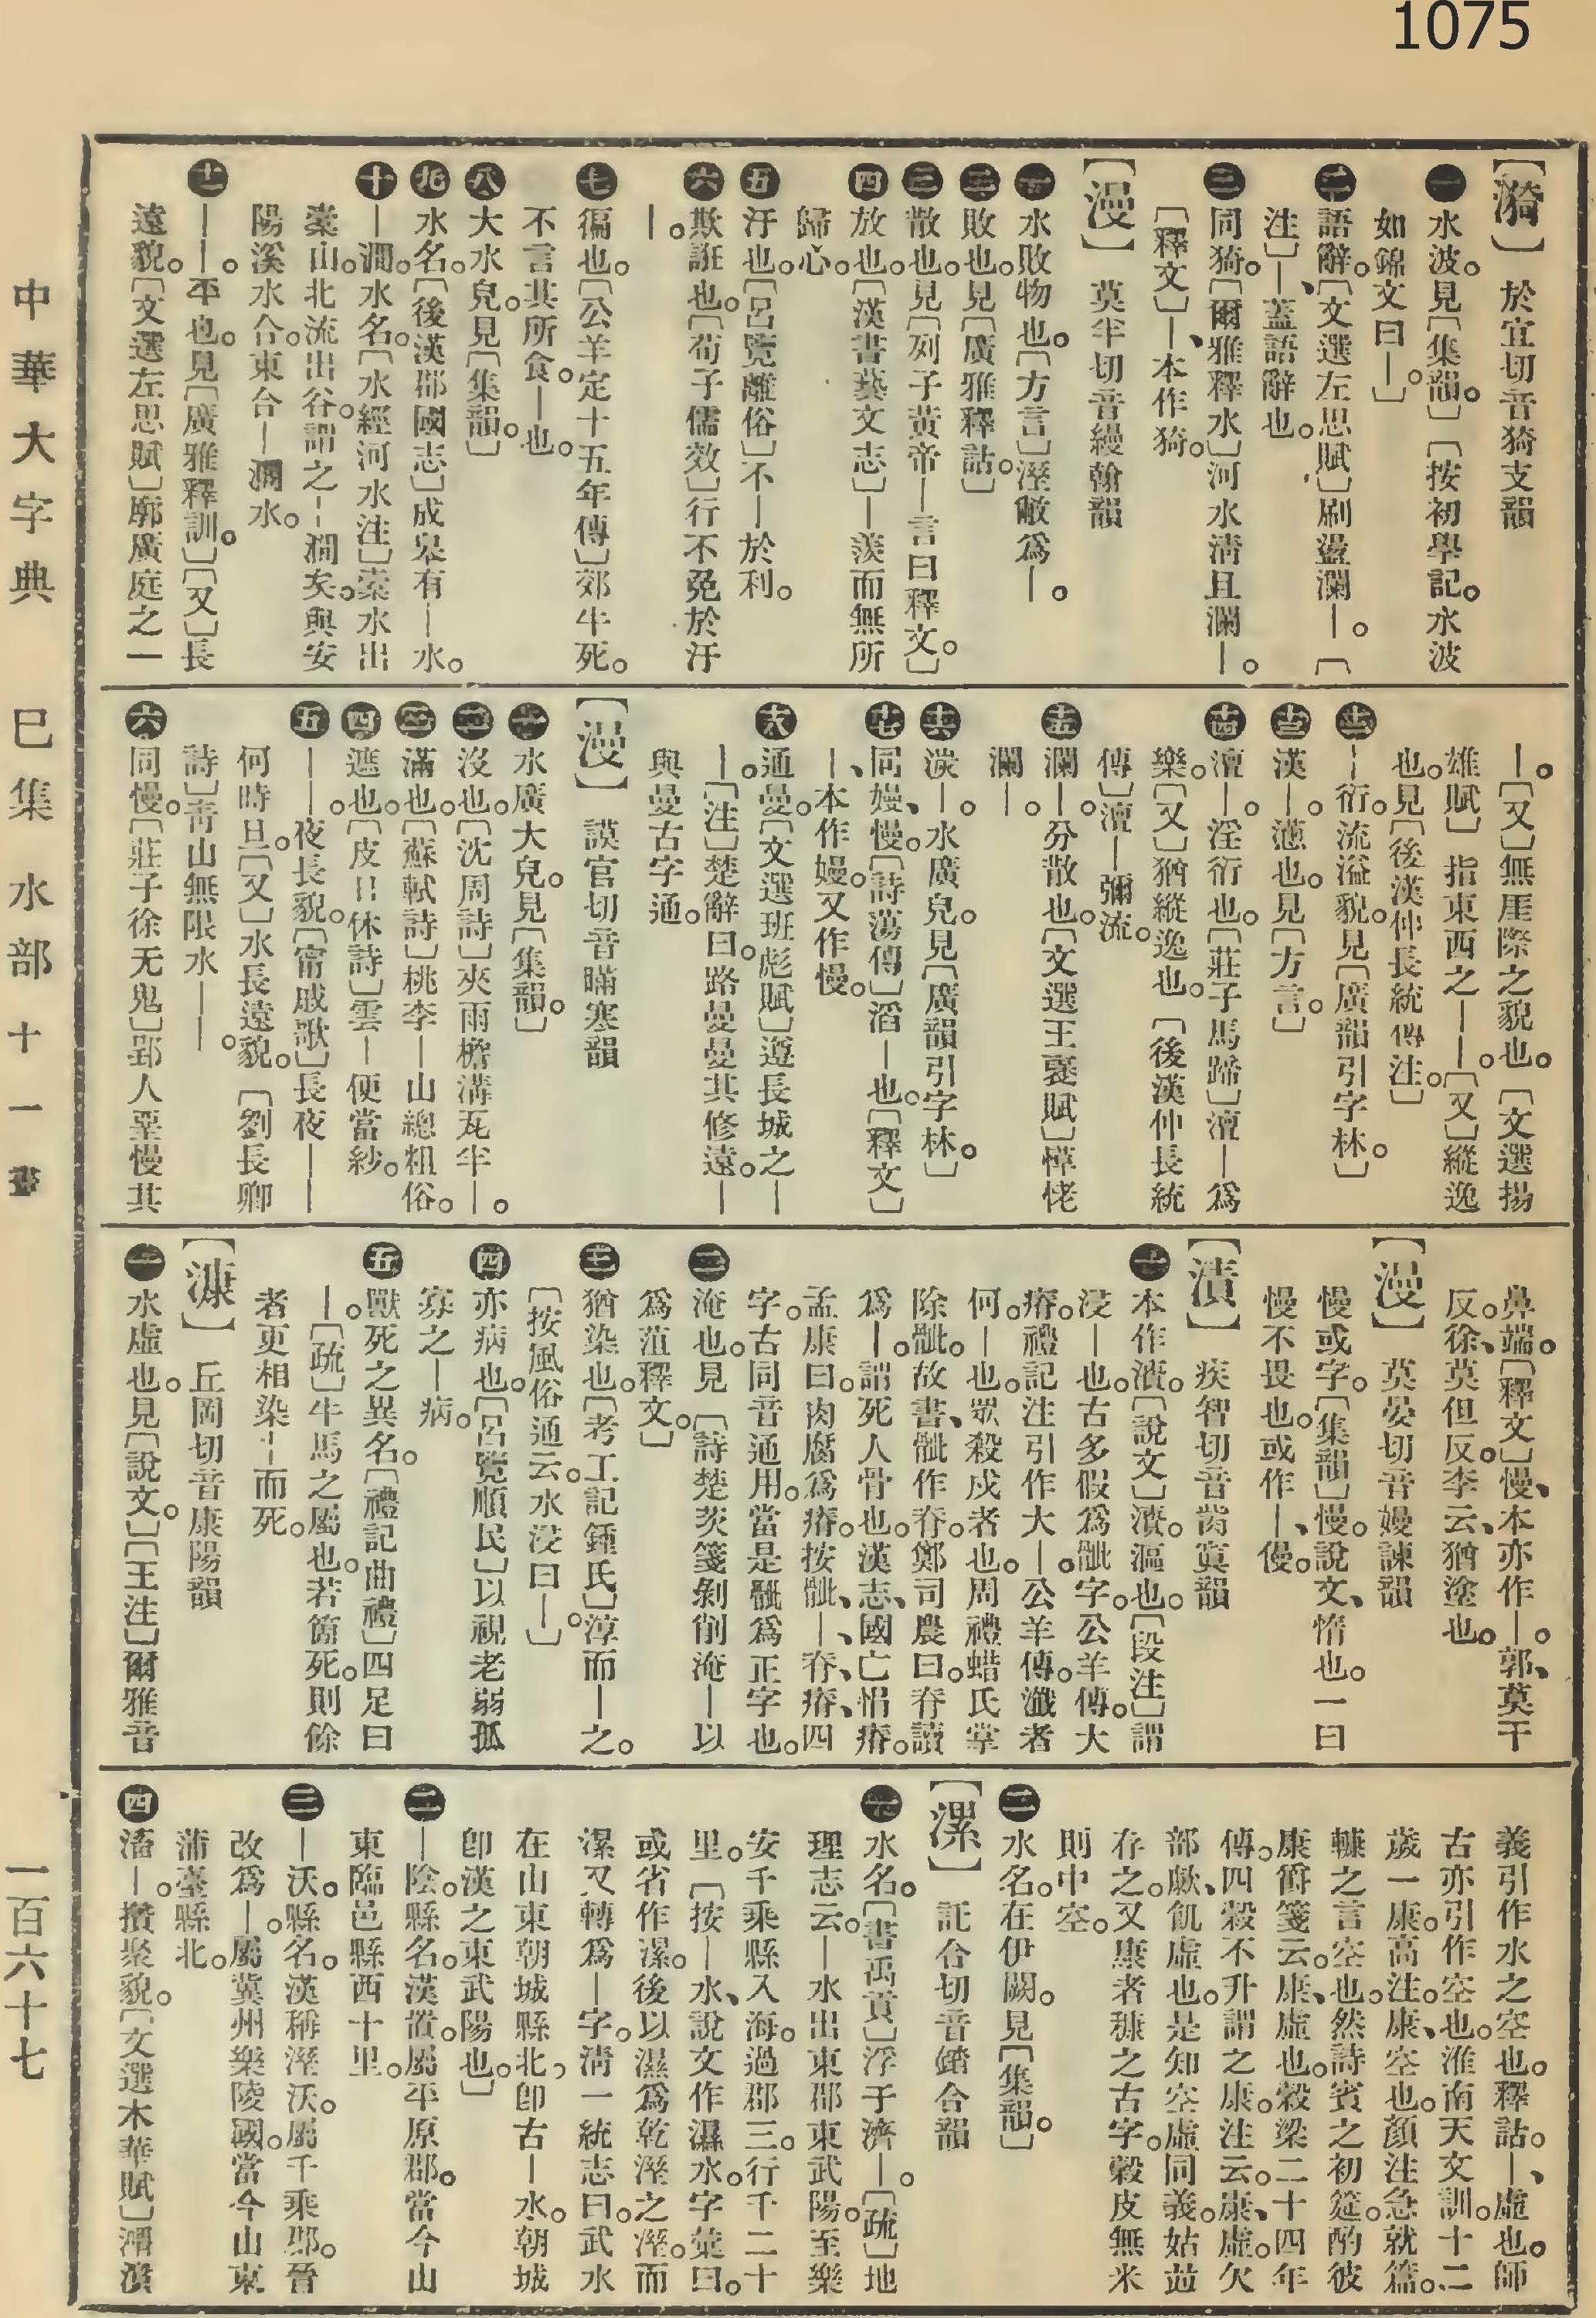 1075
【漪】 於宜切音猗支韻
㊀水波。見〔集韻。〕〔按初學記。水波
如錦文曰—。〕
㊁語辭。〔文選左思賦〕刷盪瀾—。〔
注〕—、蓋語辭也。
㊂同猗。〔爾雅釋水〕河水淸且瀾—。
〔釋文〕—、本作猗。
【漫】 莫半切音縵翰韻
㊀水敗物也。〔方言〕溼敝爲—。
㊁敗也。見〔廣雅釋詁。〕
㊂散也。見〔列子黃帝—言曰釋文。〕
㊃放也。〔漢書藝文志〕—羨而無所
歸心。
㊄汙也。〔呂覽離俗〕不—於利。
㊅欺誑也。〔荀子儒效〕行不免於汙
—。
㊆徧也。〔公羊定十五年傳〕郊牛死。
不言其所食。—也。
㊇大水皃。見〔集韻。〕
㊈水名。〔後漢郡國志〕成皋有—水。
㊉—澗。水名。〔水經河水注〕橐水出
橐山。北流出谷。謂之—澗矣。與安
陽溪水合。東合—澗水。
⑪——。平也。見〔廣雅釋訓。〕〔又〕長
遠貌。〔文選左思賦〕廓廣庭之—
—。〔又〕無厓際之貌也。〔文選揚
雄賦〕指東西之——。〔又〕縱逸
也。見〔後漢仲長統傳注。〕
⑫—衍。流溢貌。見〔廣韻引字林。〕
⑬漢—。懣也。見〔方言。〕
⑭澶—。淫衍也。〔莊子馬蹄〕澶—爲
樂。〔又〕猶縱逸也。〔後漢仲長統
傳〕澶—彌流。
⑮瀾—。分散也。〔文選王褒賦〕愺恅
瀾—。
⑯㳽—。水廣皃。見〔廣韻引字林。〕
⑰同嫚、慢。〔詩蕩傳〕滔—也。〔釋文〕
—、本作嫚。又作慢。
⑱通曼。〔文選班彪賦〕遵長城之—
—。〔注〕楚辭曰。路曼曼其修遠。—
與曼古字通。
【漫】 謨官切音瞞寒韻
㊀水廣大皃。見〔集韻。〕
㊁沒也。〔沈周詩〕夾雨檐溝瓦半—。
㊂滿也。〔蘇軾詩〕桃李—山總粗俗。
㊃遮也。〔皮日休詩〕雲—便當紗。
㊄——。夜長貌。〔甯戚歌〕長夜——
何時旦。〔又〕水長遠貌。〔劉長卿
詩〕靑山無限水——。
㊅同慢。〔莊子徐无鬼〕郢人堊慢其
鼻端。〔釋文〕慢、本亦作—。郭、莫干
反。徐、莫但反。李云、猶塗也。
【漫】 莫晏切音嫚諫韻
慢或字。〔集韻〕慢。說文、惰也。一曰
慢不畏也。或作—、僈。
【漬】 疾智切音胔寘韻
㊀本作瀆。〔說文〕瀆。漚也。〔段注〕謂
浸—也。古多假爲骴字。公羊傳。大
瘠。禮記注引作大—。公羊傳。瀸者
何。—也。眾殺戍者也。周禮蜡氏掌
除骴。故書、骴作脊。鄭司農曰。脊讀
爲—。謂死人骨也。漢志、國亡捐瘠。
孟康曰。肉腐爲瘠。按骴、—、脊、瘠四
字。古同音通用。當是骴爲正字也。
㊁淹也。見〔詩楚茨箋剝削淹—以
爲菹釋文。〕
㊂猶染也。〔考工記鍾氏〕淳而—之。
〔按風俗通云。水浸曰—。〕
㊃亦病也。〔呂覽順民〕以視老弱孤
寡之—病。
㊄獸死之異名。〔禮記曲禮〕四足曰
—。〔疏〕牛馬之屬也。若箇死。則餘
者更相染—而死。
【漮】 丘岡切音康陽韻
㊀水虛也。見〔說文。〕〔王注〕爾雅音
義引作水之空也。釋詁。—、虛也。師
古亦引作空也。淮南天文訓。十二
歲一康。高注。康、空也。顏注急就篇。
轅之言空也。然詩賓之初筵。酌彼
康爵。箋云。康、虛也。穀梁二十四年
傳。四穀不升謂之康。注云。康、虛。欠
部歔、飢虛也。是知空虛同義。姑竝
存之。又康者穅之古字。穀皮無米
則中空。
㊁水名。在伊闕。見〔集韻。〕
【漯】 託合切音錔合韻
㊀水名。〔書禹貢〕浮于濟—。〔疏〕地
理志云。—水出東郡東武陽。至樂
安千乘縣入海。過郡三。行千二十
里。〔按—水、說文作濕水。字彙曰。
或省作漯。後以濕爲乾溼之溼。而
漯又轉爲—字。淸一統志曰。武水
在山東朝城縣北。卽古—水。朝城
卽漢之東武陽也。〕
㊁—陰。縣名。漢置。屬平原郡。當今山
東臨邑縣西十里。
㊂—沃。縣名。漢稱溼沃。屬千乘郡。晉
改爲—。屬冀州樂陵國。當今山東
蒲臺縣北。
㊃濇—。攢聚貌。〔文選木華賦〕濆
中華大字典 巳集 水部 十一畫 一百六十七